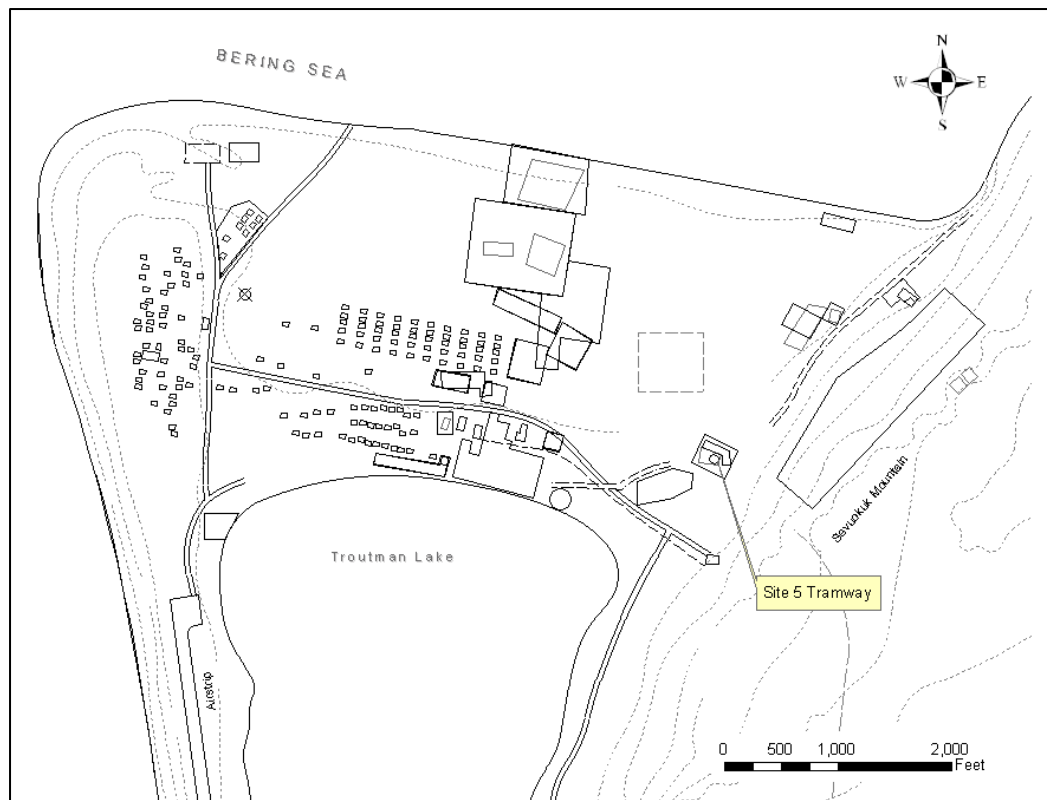 BERING SEA
N
W E
S
Sevuokuk Mountain
Troutman Lake
Site 5 Tramway
Airstrip
0 500 1,000 2,000
Feet